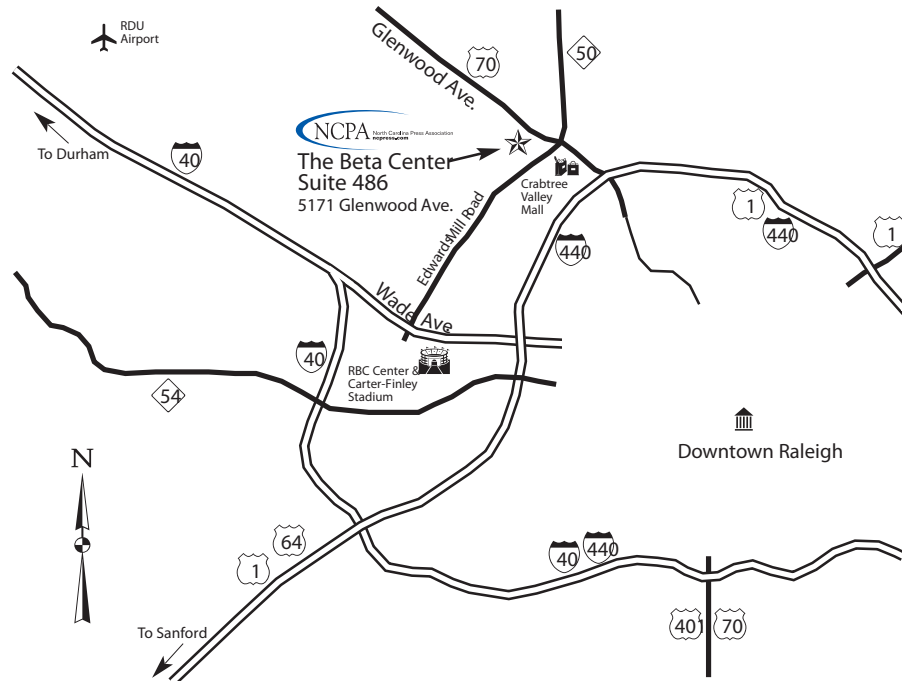 RDU
Airport
Glenwood Ave.
70
50
NCPA North Carolina Press Association
ncpress.com
To Durham
40
The Beta Center
Suite 486
5171 Glenwood Ave.
Crabtree
Valley
Mall
1
440
1
Edwards Mill Road
440
Wade Ave.
40
RBC Center &
Carter-Finley
Stadium
54
N
Downtown Raleigh
64
1
40
440
401
70
To Sanford